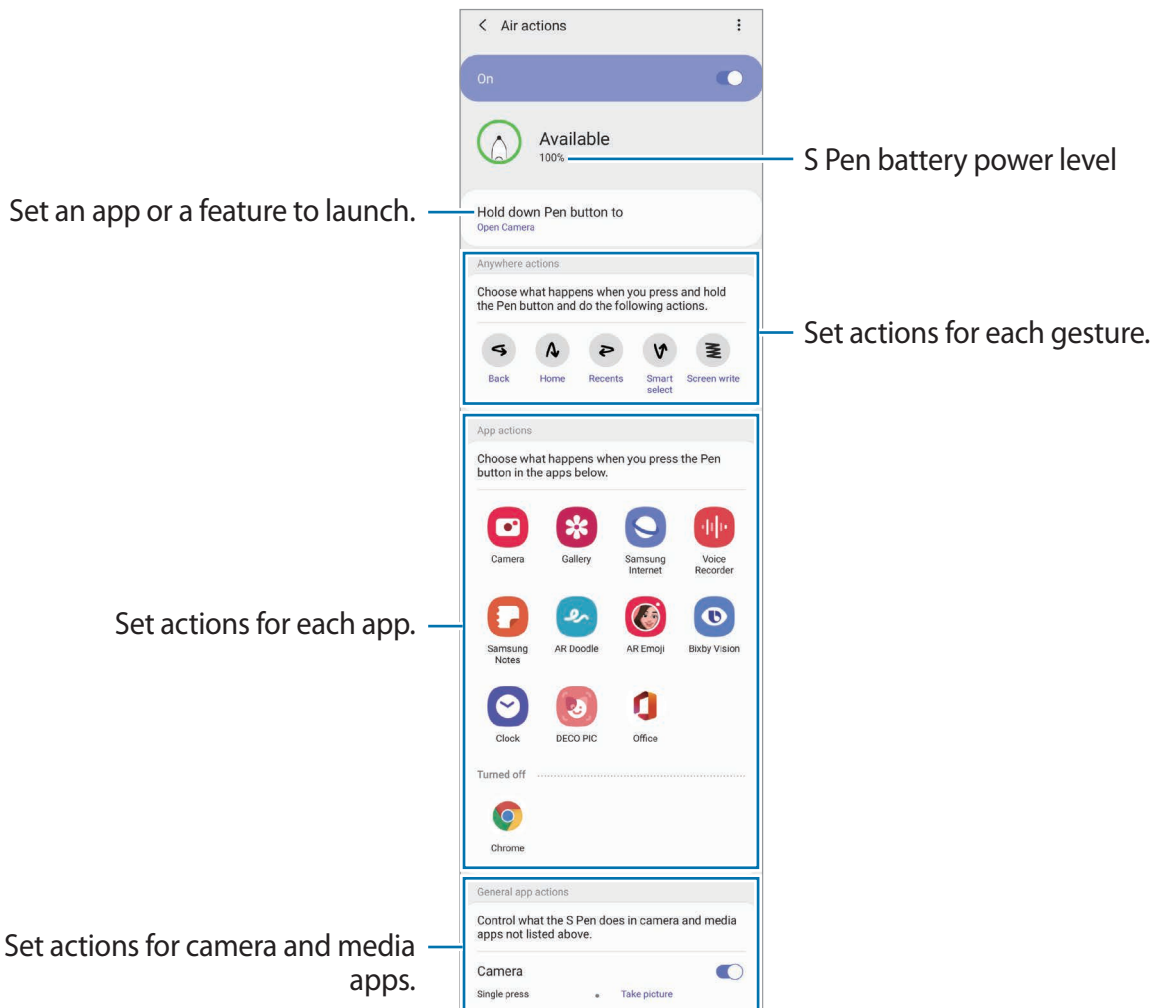 Air actions
On
Available
100%
S Pen battery power level
Set an app or a feature to launch.
Hold down Pen button to
Open Camera
Anywhere actions
Choose what happens when you press and hold
the Pen button and do the following actions.
Set actions for each gesture.
Back Home Recents Smart select Screen write
App actions
Choose what happens when you press the Pen
button in the apps below.
Camera Gallery Samsung Internet Voice Recorder
Set actions for each app.
Samsung Notes AR Doodle AR Emoji Bixby Vision
Clock DECO PIC Office
Turned off
Chrome
General app actions
Control what the S Pen does in camera and media
apps not listed above.
Set actions for camera and media
apps.
Camera
Single press Take picture